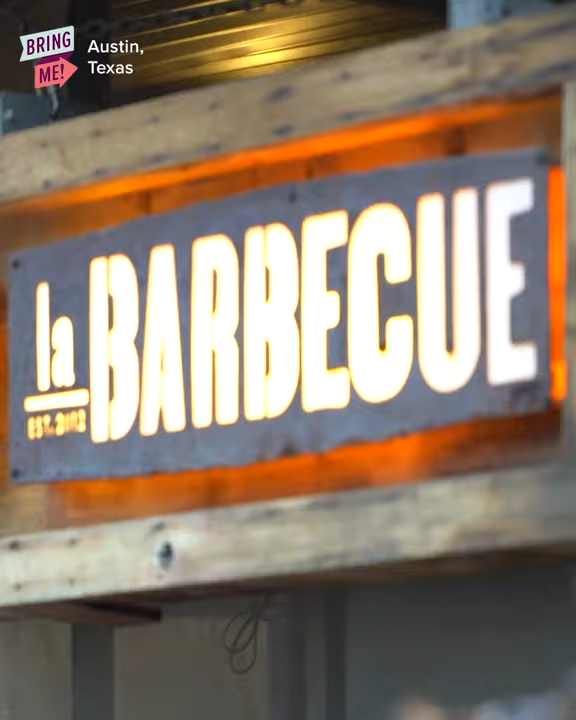 BRING
ME!
Austin,
Texas
la
BARBECUE
EST. 2012